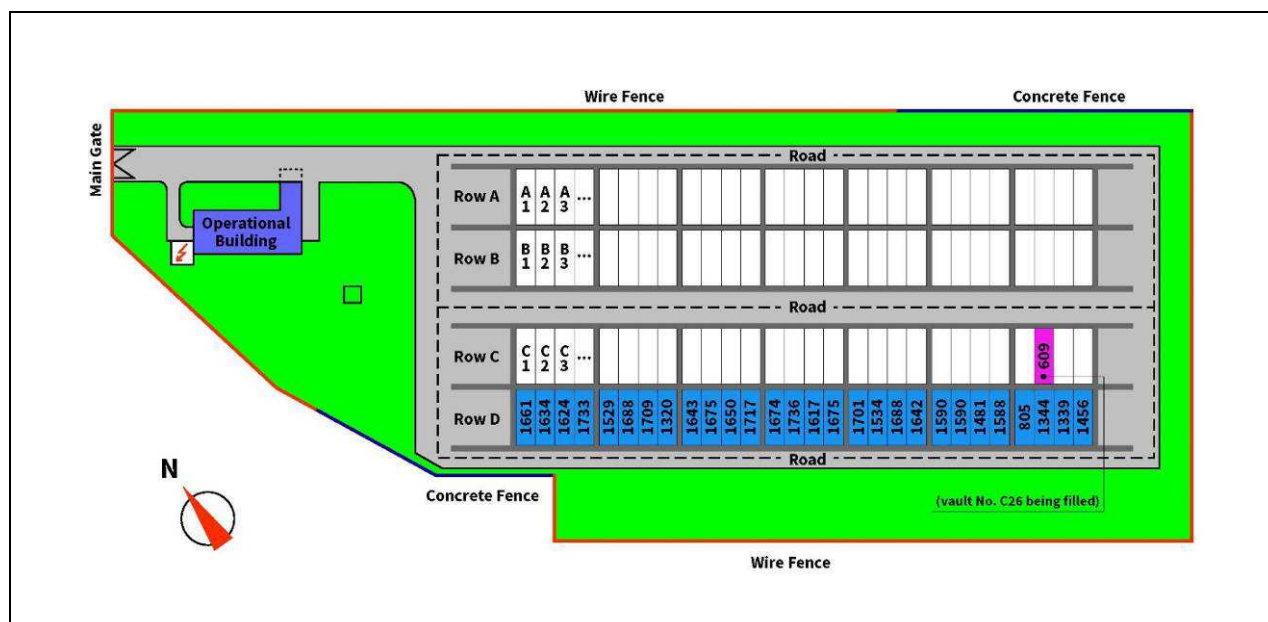 Wire Fence
Concrete Fence
Main Gate
Road
Row A
A 1 A 2 A 3 ...
Operational
Building
Row B
B 1 B 2 B 3 ...
Road
Row C
C 1 C 2 C 3 ...
609
Row D
1661 1634 1624 1733 1529 1688 1709 1320 1643 1675 1650 1717 1674 1736 1617 1675 1701 1534 1688 1642 1590 1590 1481 1588 805 1344 1339 1456
Road
N
Concrete Fence
(vault No. C26 being filled)
Wire Fence